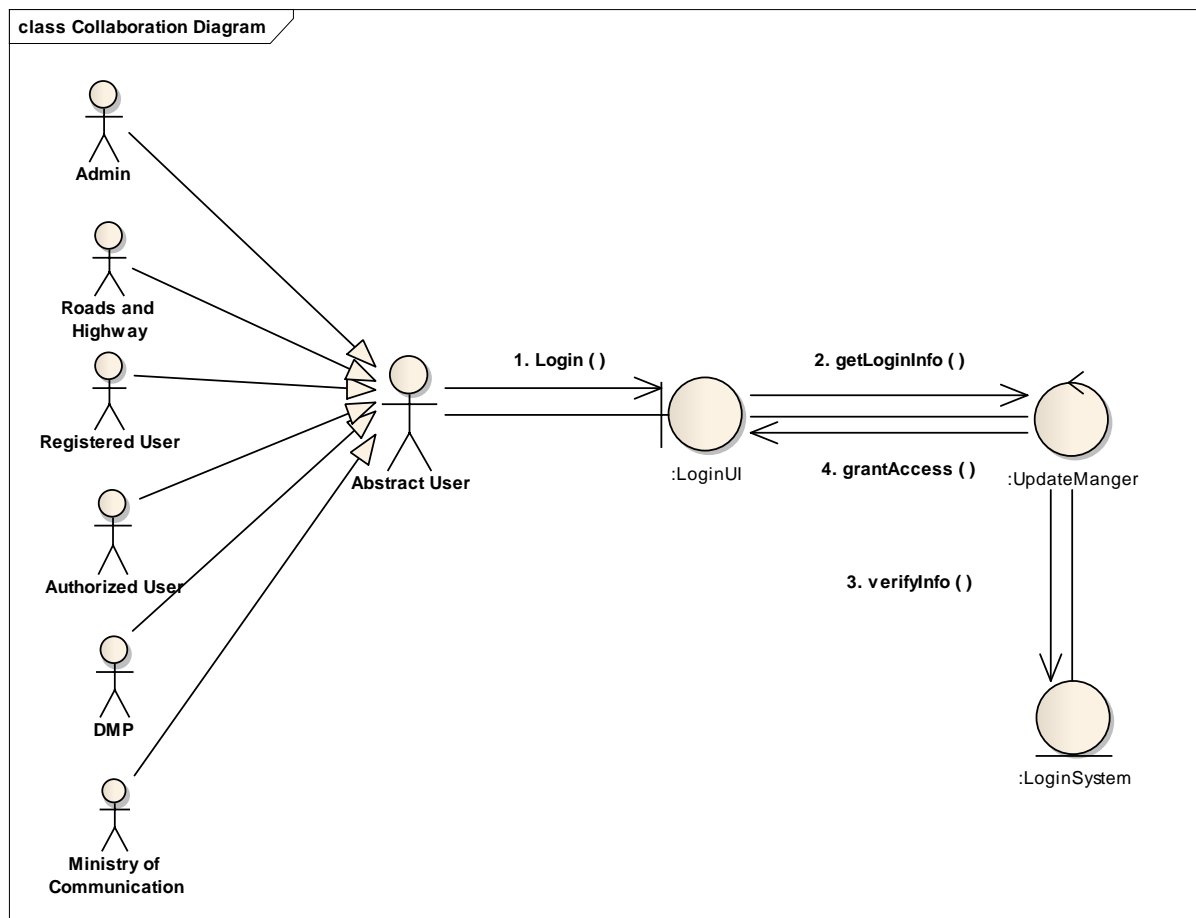 class Collaboration Diagram
Admin
Roads and
Highway
Registered User
Authorized User
DMP
Ministry of
Communication
Abstract User
1. Login ( )
:LoginUI
2. getLoginInfo ( )
4. grantAccess ( )
:UpdateManger
3. verifyInfo ( )
:LoginSystem